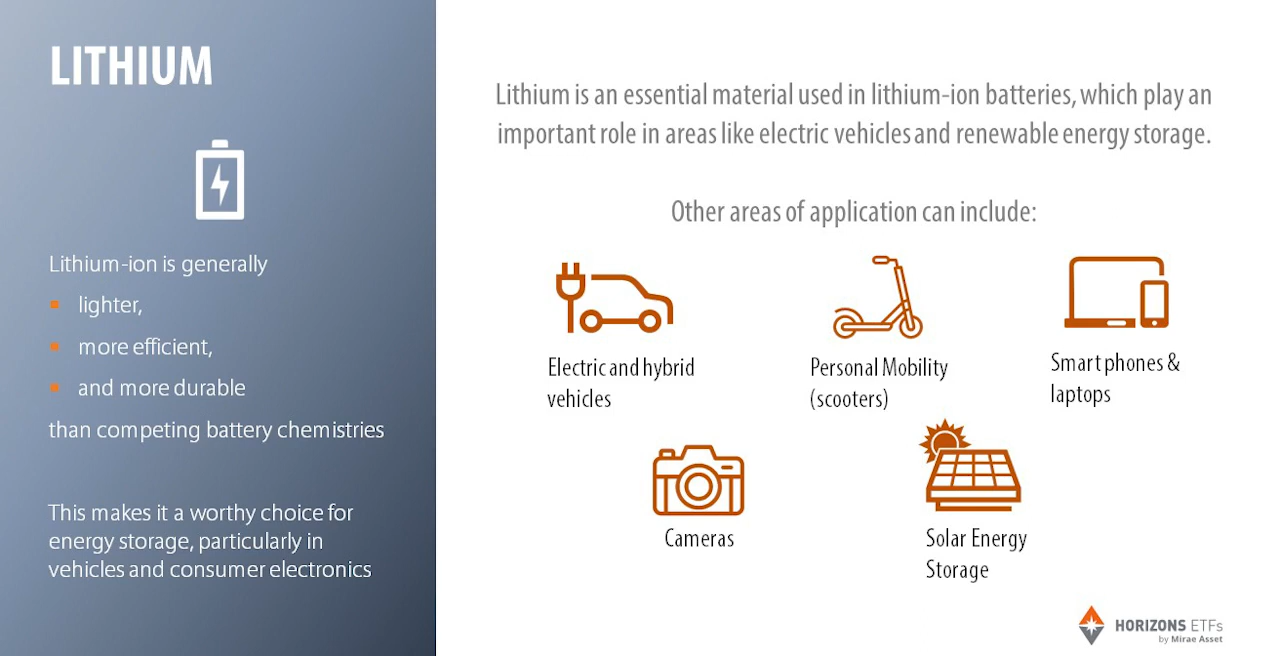 LITHIUM
Lithium-ion is generally
lighter,
more efficient,
and more durable
than competing battery chemistries
This makes it a worthy choice for
energy storage, particularly in
vehicles and consumer electronics
Lithium is an essential material used in lithium-ion batteries, which play an
important role in areas like electric vehicles and renewable energy storage.
Other areas of application can include:
Electric and hybrid
vehicles
Personal Mobility
(scooters)
Smart phones &
laptops
Cameras
Solar Energy
Storage
HORIZONS ETFs
by Mirae Asset